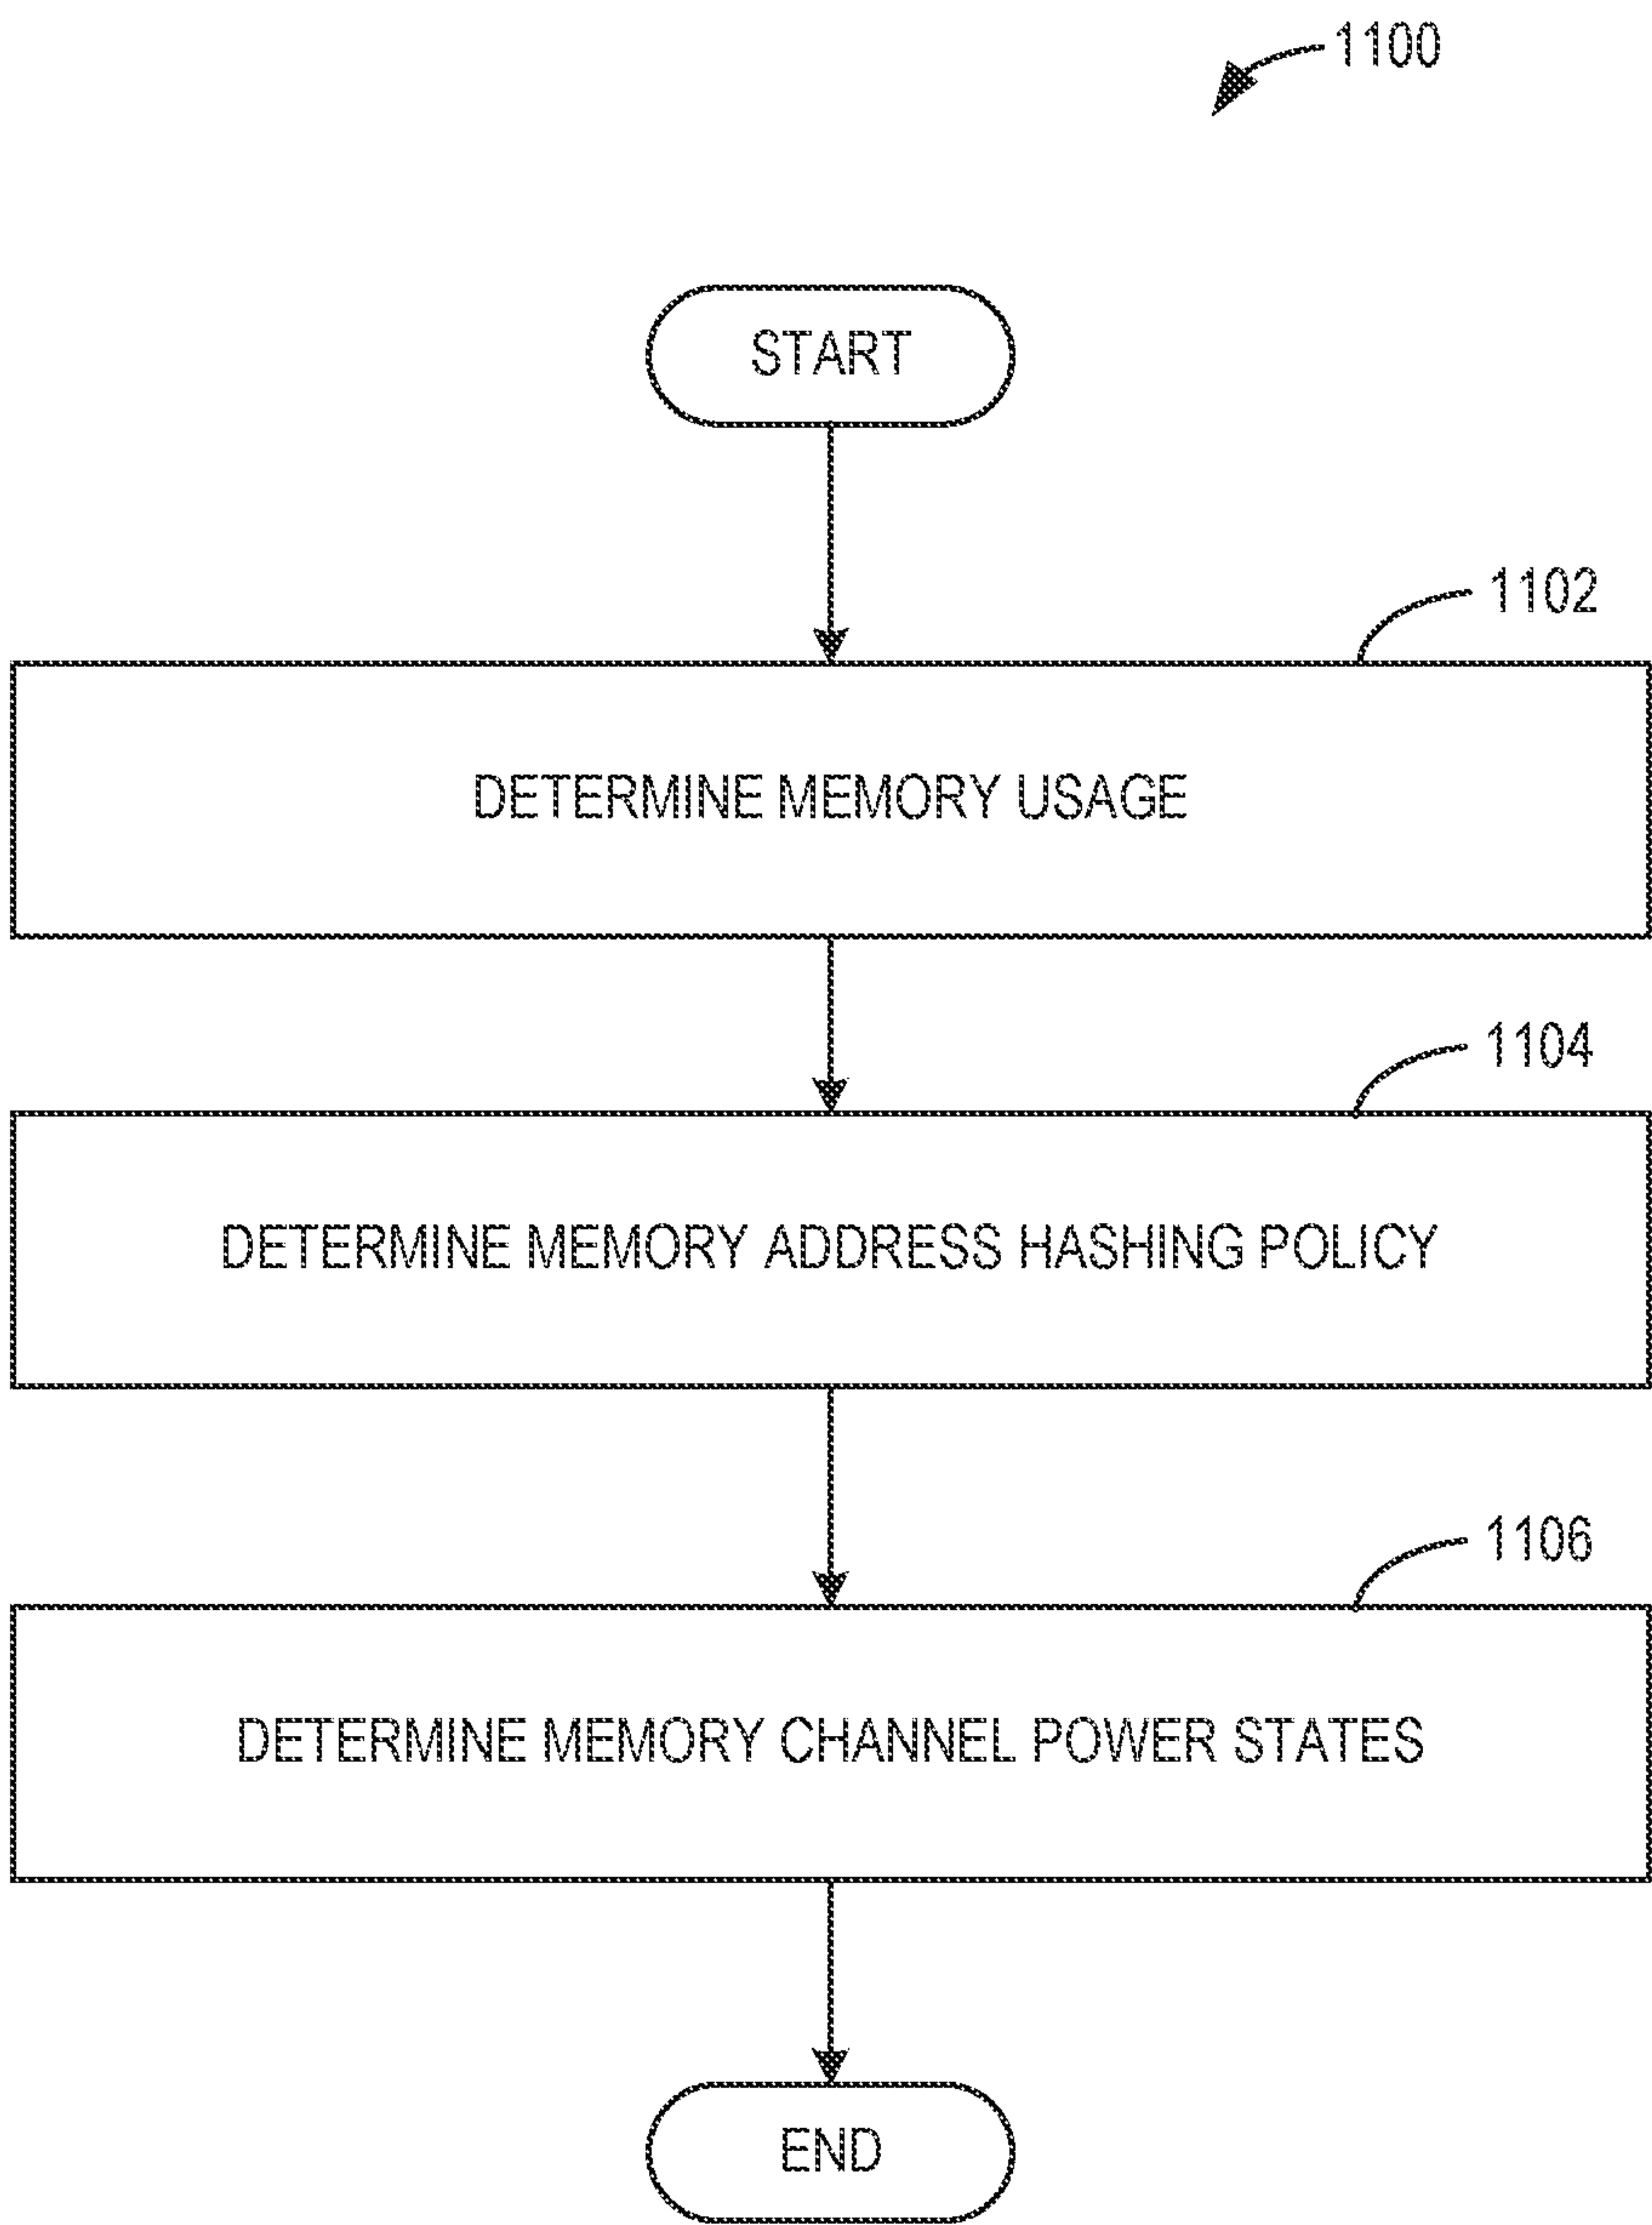 1100
START
1102
DETERMINE MEMORY USAGE
1104
DETERMINE MEMORY ADDRESS HASHING POLICY
1106
DETERMINE MEMORY CHANNEL POWER STATES
END